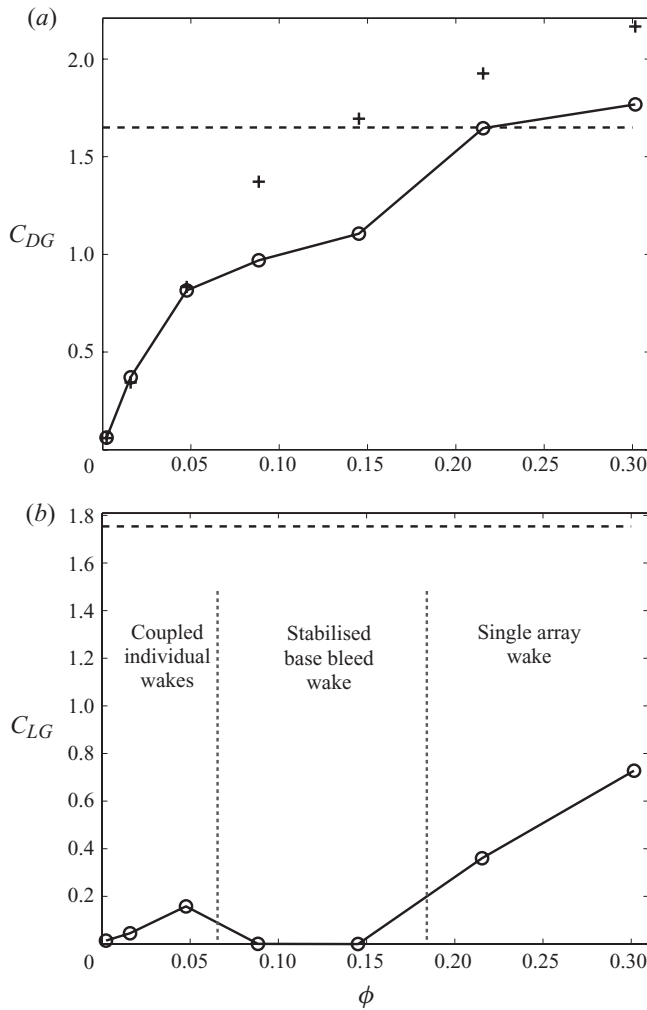 (a)
2.0
1.5
C_DG
1.0
0.5
0
0.05
0.10
0.15
0.20
0.25
0.30
(b)
1.8
1.6
1.4
Coupled
individual
wakes
Stabilised
base bleed
wake
Single array
wake
1.2
1.0
C_LG
0.8
0.6
0.4
0.2
0
0.05
0.10
0.15
0.20
0.25
0.30
ϕ